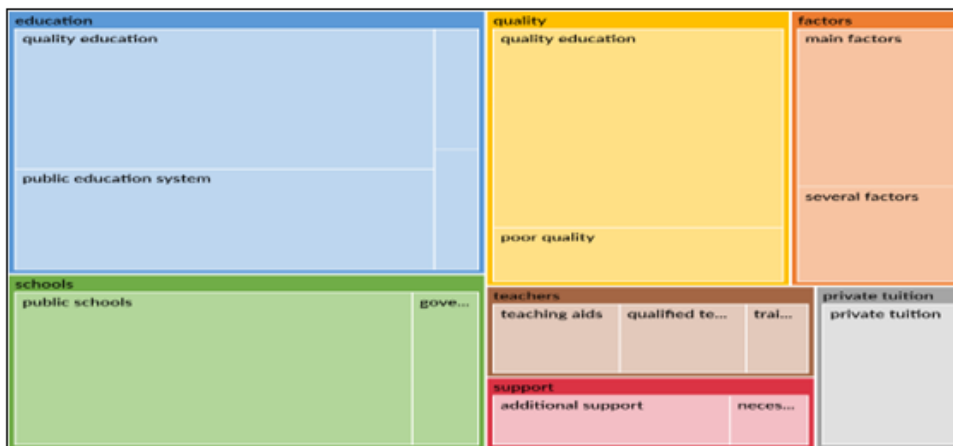 education
quality education
public education system
quality
quality education
poor quality
factors
main factors
several factors
schools
public schools
gove...
teachers
teaching aids
qualified te...
trai...
support
additional support
neces...
private tuition
private tuition